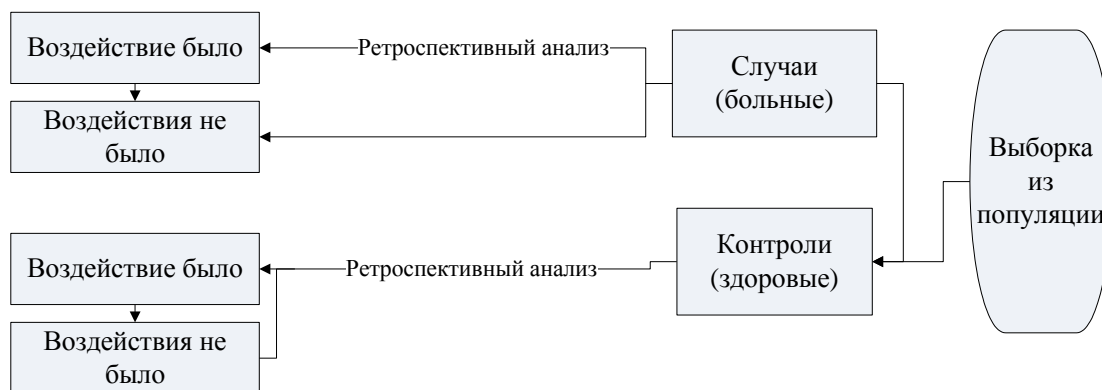 Воздействие было
Ретроспективный анализ
Случаи
(больные)
Воздействия не
было
Выборка
из
популяции
Воздействие было
Ретроспективный анализ
Контроли
(здоровые)
Воздействия не
было